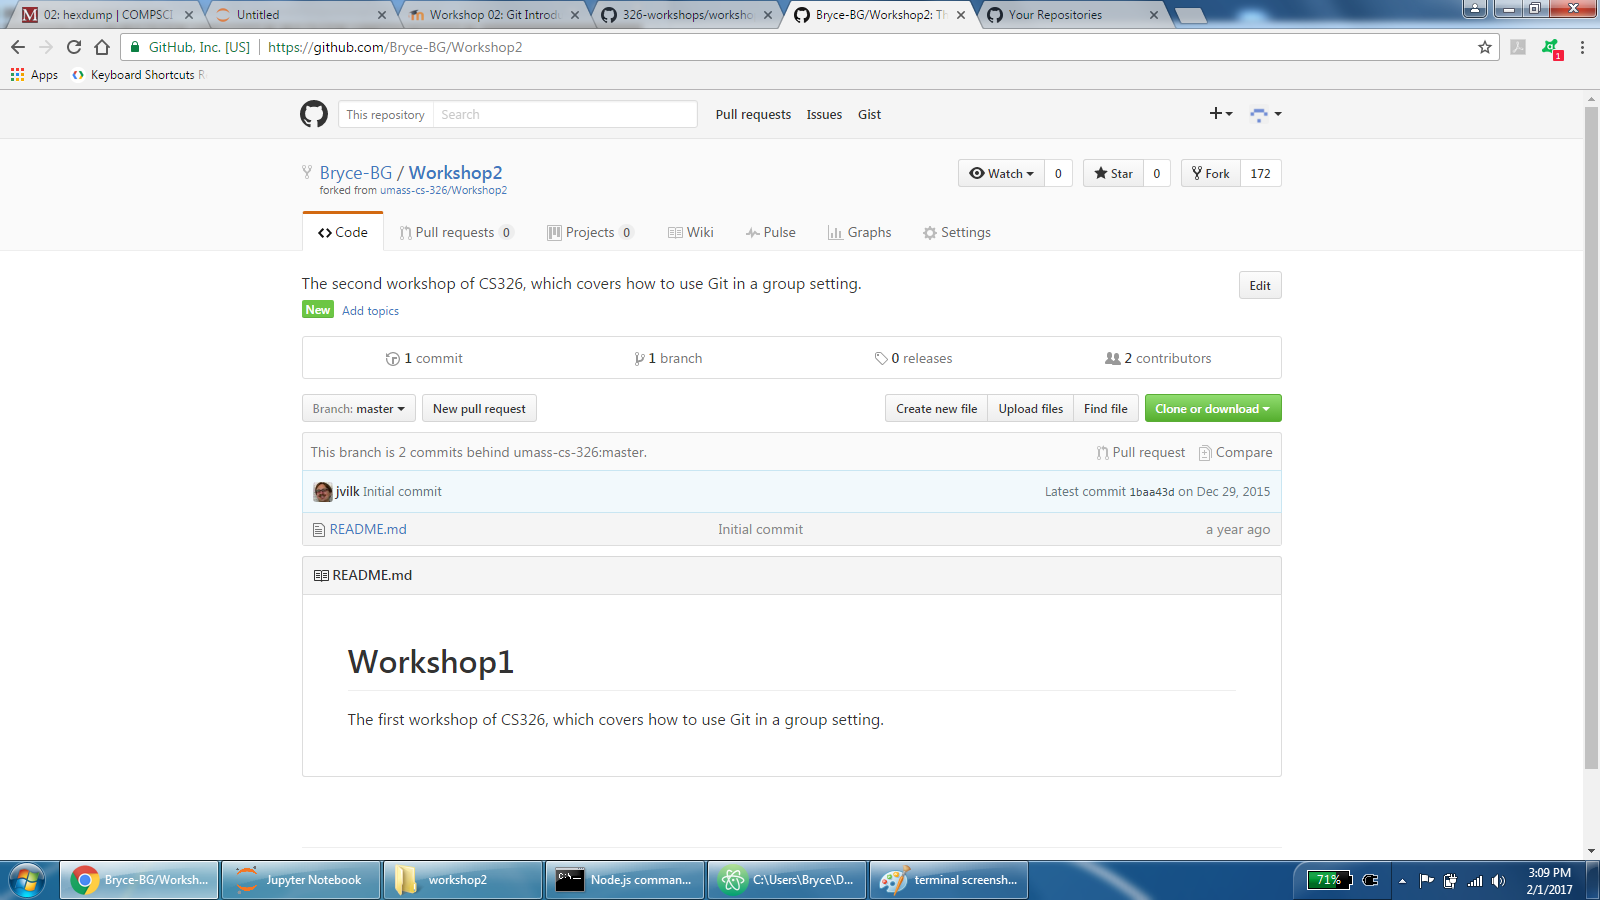 02: hexdump | COMPSCI
Untitled
Workshop 02: Git Introdu
326-workshops/worksho
Bryce-BG/Workshop2: Th
Your Repositories
GitHub, Inc. [US]
https://github.com/Bryce-BG/Workshop2
1
Apps
Keyboard Shortcuts R
This repository
Search
Pull requests
Issues
Gist
Bryce-BG / Workshop2
forked from umass-cs-326/Workshop2
Watch 0
Star 0
Fork 172
Code
Pull requests 0
Projects 0
Wiki
Pulse
Graphs
Settings
The second workshop of CS326, which covers how to use Git in a group setting.
Edit
New Add topics
1 commit
1 branch
0 releases
2 contributors
Branch: master
New pull request
Create new file
Upload files
Find file
Clone or download
This branch is 2 commits behind umass-cs-326:master.
Pull request
Compare
jvilk Initial commit
Latest commit 1baa43d on Dec 29, 2015
README.md
Initial commit
a year ago
README.md
Workshop1
The first workshop of CS326, which covers how to use Git in a group setting.
Bryce-BG/Worksh...
Jupyter Notebook
workshop2
C:\_
Node.js comman...
C:\Users\Bryce\D...
terminal screensh...
71%
3:09 PM
2/1/2017